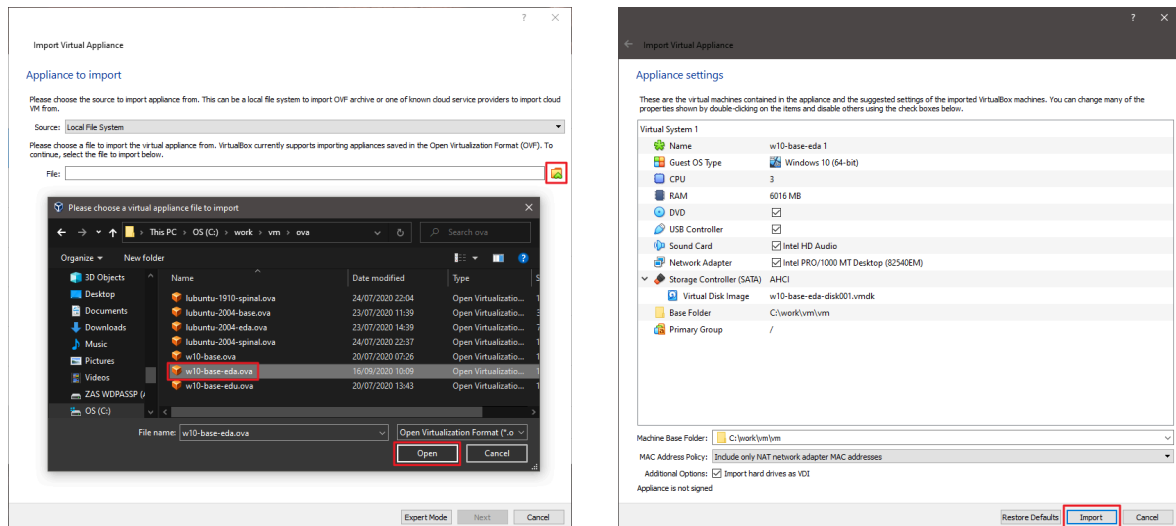 Import Virtual Appliance
Appliance to import
Please choose the source to import appliance from. This can be a local file system to import OVF archive or one of known cloud service providers to import cloud
VM from.
Source: Local File System
Please choose a file to import the virtual appliance from. VirtualBox currently supports importing appliances saved in the Open Virtualization Format (OVF). To
continue, select the file to import below.
File:
Please choose a virtual appliance file to import
This PC › OS (C:) › work › vm › ova
Search ova
Organize New folder
3D Objects
Desktop
Documents
Downloads
Music
Pictures
Videos
ZAS WDPASSP (
OS (C:)
Name Date modified Type S
lubuntu-1910-spinal.ova 24/07/2020 22:04 Open Virtualizatio... 1
lubuntu-2004-base.ova 23/07/2020 11:39 Open Virtualizatio...
lubuntu-2004-eda.ova 23/07/2020 14:39 Open Virtualizatio...
lubuntu-2004-spinal.ova 24/07/2020 22:37 Open Virtualizatio... 1
w10-base.ova 20/07/2020 07:26 Open Virtualizatio... 1
w10-base-eda.ova 16/09/2020 10:09 Open Virtualizatio... 1
w10-base-edu.ova 20/07/2020 13:43 Open Virtualizatio... 1
File name: w10-base-eda.ova Open Virtualization Format (*.o
Open Cancel
Expert Mode Next Cancel
Import Virtual Appliance
Appliance settings
These are the virtual machines contained in the appliance and the suggested settings of the imported VirtualBox machines. You can change many of the
properties shown by double-clicking on the items and disable others using the check boxes below.
Virtual System 1
Name w10-base-eda 1
Guest OS Type Windows 10 (64-bit)
CPU 3
RAM 6016 MB
DVD
USB Controller
Sound Card Intel HD Audio
Network Adapter Intel PRO/1000 MT Desktop (82540EM)
Storage Controller (SATA) AHCI
Virtual Disk Image w10-base-eda-disk001.vmdk
Base Folder C:\work\vm\vm
Primary Group /
Machine Base Folder: C:\work\vm\vm
MAC Address Policy: Include only NAT network adapter MAC addresses
Additional Options: Import hard drives as VDI
Appliance is not signed
Restore Defaults Import Cancel